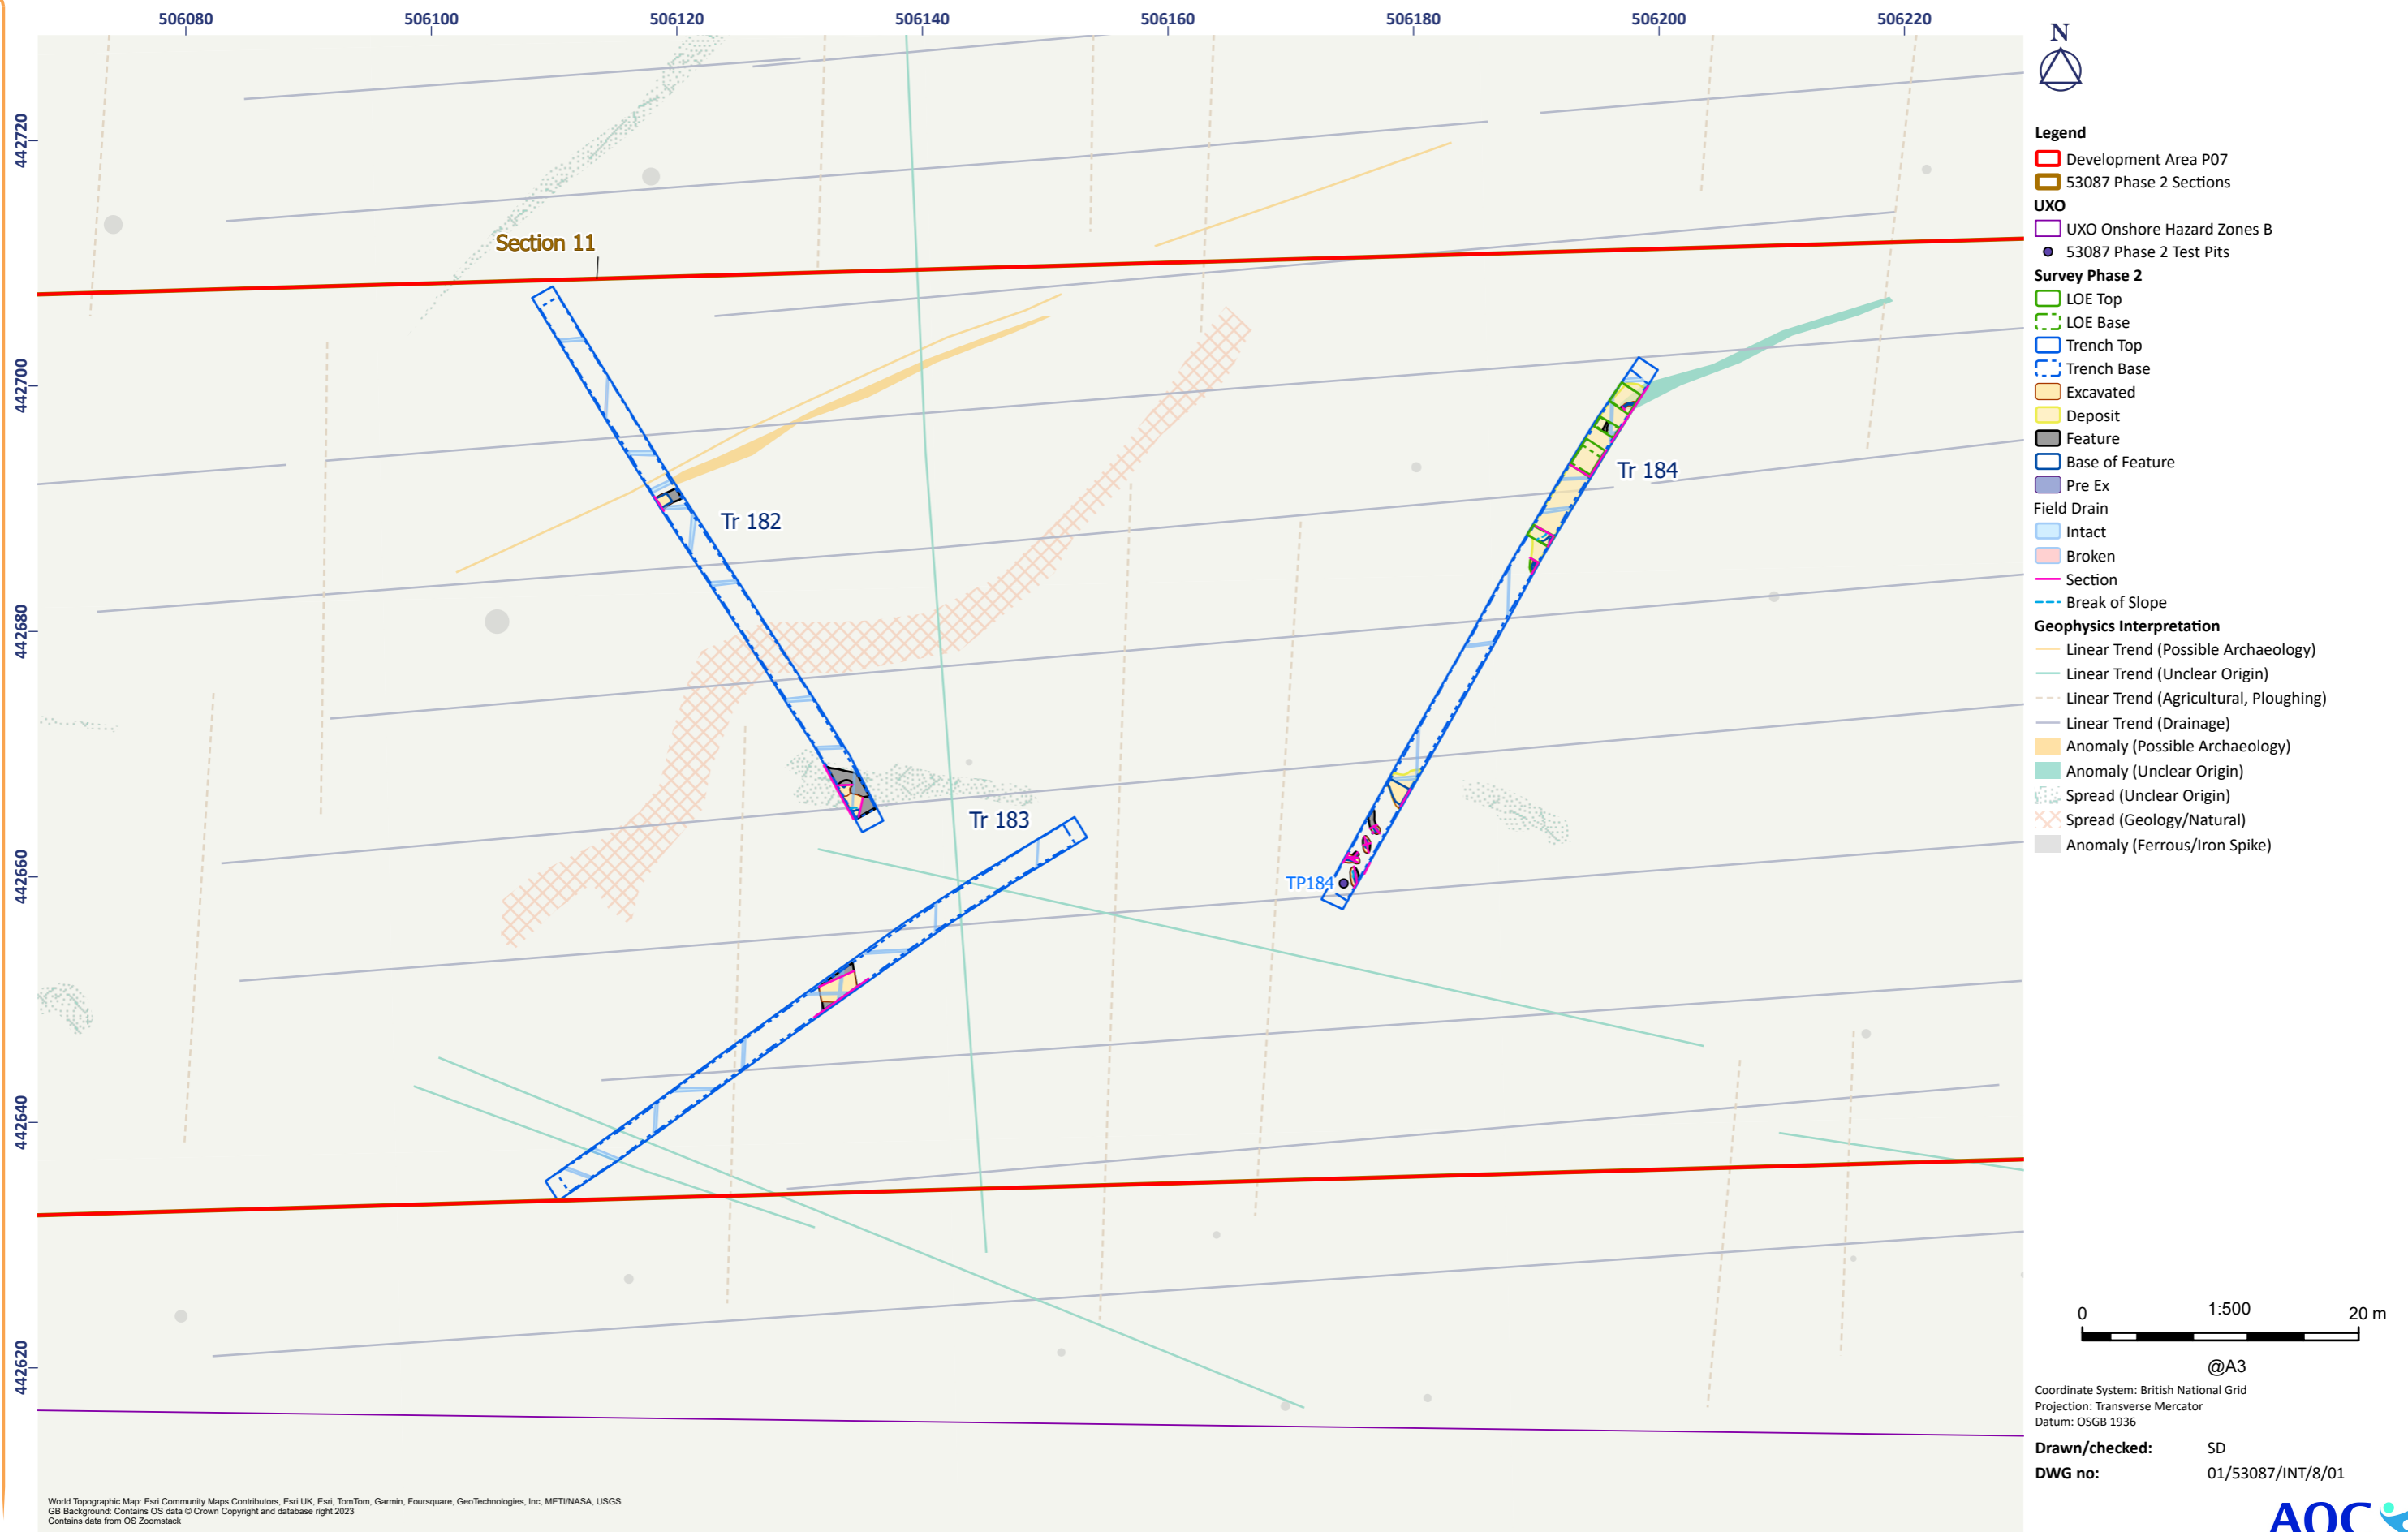 506080 506100 506120 506140 506160 506180 506200 506220
442720
442700
442680
442660
442640
442620
Section 11
Tr 182
Tr 184
Tr 183
TP184
N
Legend
Development Area P07
53087 Phase 2 Sections
UXO
UXO Onshore Hazard Zones B
53087 Phase 2 Test Pits
Survey Phase 2
LOE Top
LOE Base
Trench Top
Trench Base
Excavated
Deposit
Feature
Base of Feature
Pre Ex
Field Drain
Intact
Broken
Section
Break of Slope
Geophysics Interpretation
Linear Trend (Possible Archaeology)
Linear Trend (Unclear Origin)
Linear Trend (Agricultural, Ploughing)
Linear Trend (Drainage)
Anomaly (Possible Archaeology)
Anomaly (Unclear Origin)
Spread (Unclear Origin)
Spread (Geology/Natural)
Anomaly (Ferrous/Iron Spike)
0 1:500 20 m
@A3
Coordinate System: British National Grid
Projection: Transverse Mercator
Datum: OSGB 1936
Drawn/checked: SD
DWG no: 01/53087/INT/8/01
AOC
World Topographic Map: Esri Community Maps Contributors, Esri UK, Esri, TomTom, Garmin, Foursquare, GeoTechnologies, Inc, METI/NASA, USGS
GB Background: Contains OS data © Crown Copyright and database right 2023
Contains data from OS Zoomstack